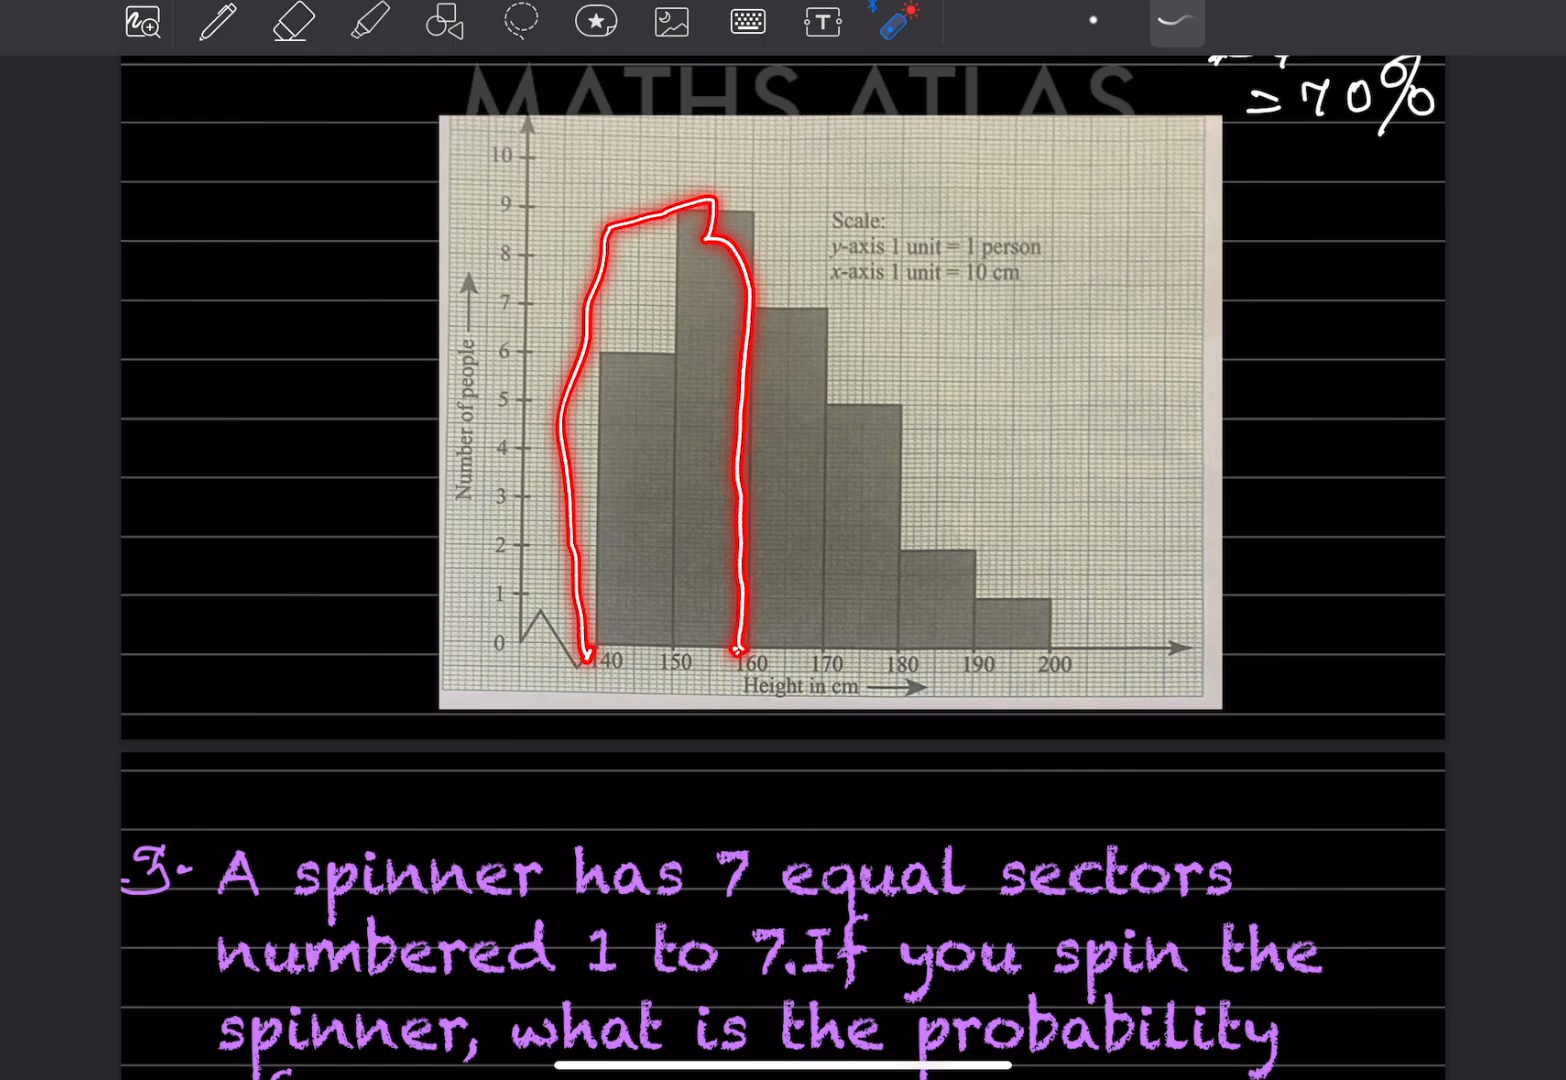 MATHS ATLAS
= 70%
10
9
8
7
6
5
4
3
2
1
0
Number of people
Scale:
y-axis 1 unit = 1 person
x-axis 1 unit = 10 cm
140 150 160 170 180 190 200
Height in cm
A spinner has 7 equal sectors
numbered 1 to 7.If you spin the
spinner, what is the probability